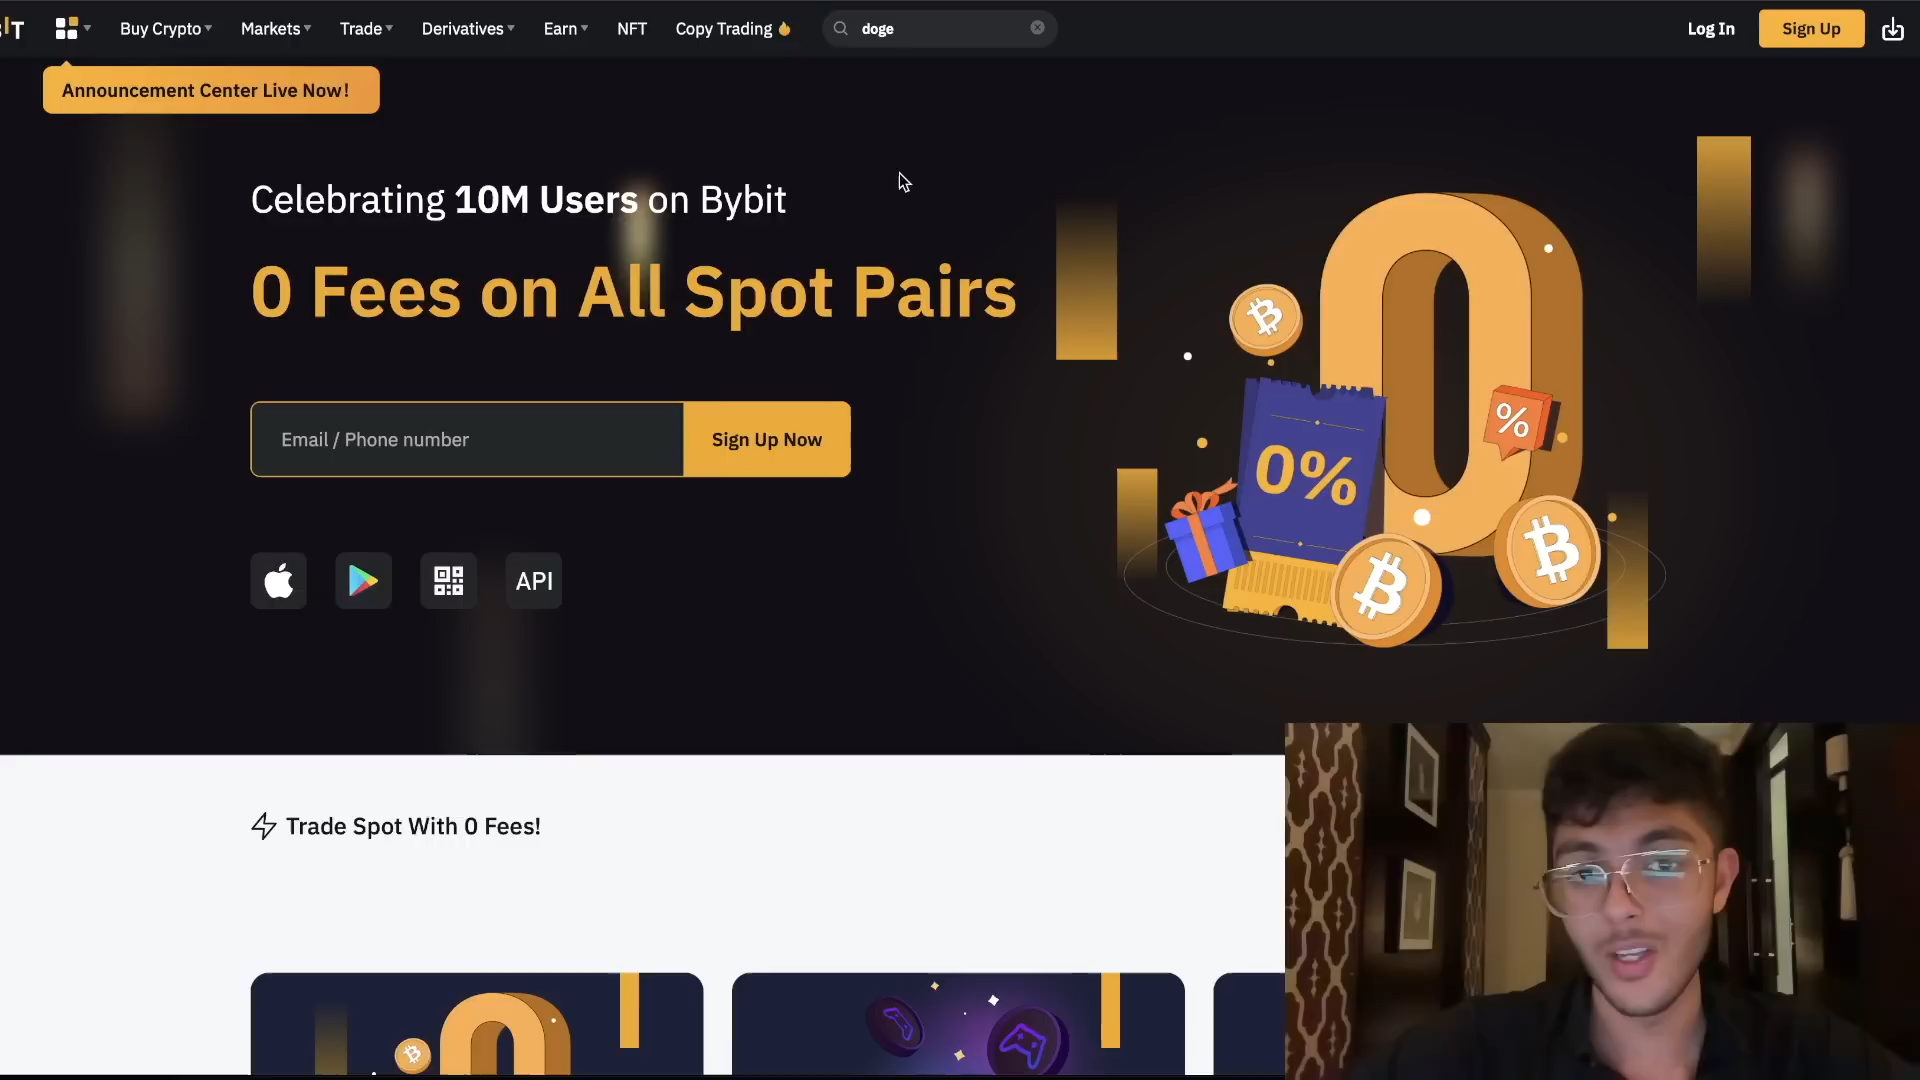 IT
Buy Crypto
Markets
Trade
Derivatives
Earn
NFT
Copy Trading
doge
Log In
Sign Up
Announcement Center Live Now!
Celebrating 10M Users on Bybit
0 Fees on All Spot Pairs
Email / Phone number
Sign Up Now
API
0
0%
%
Trade Spot With 0 Fees!